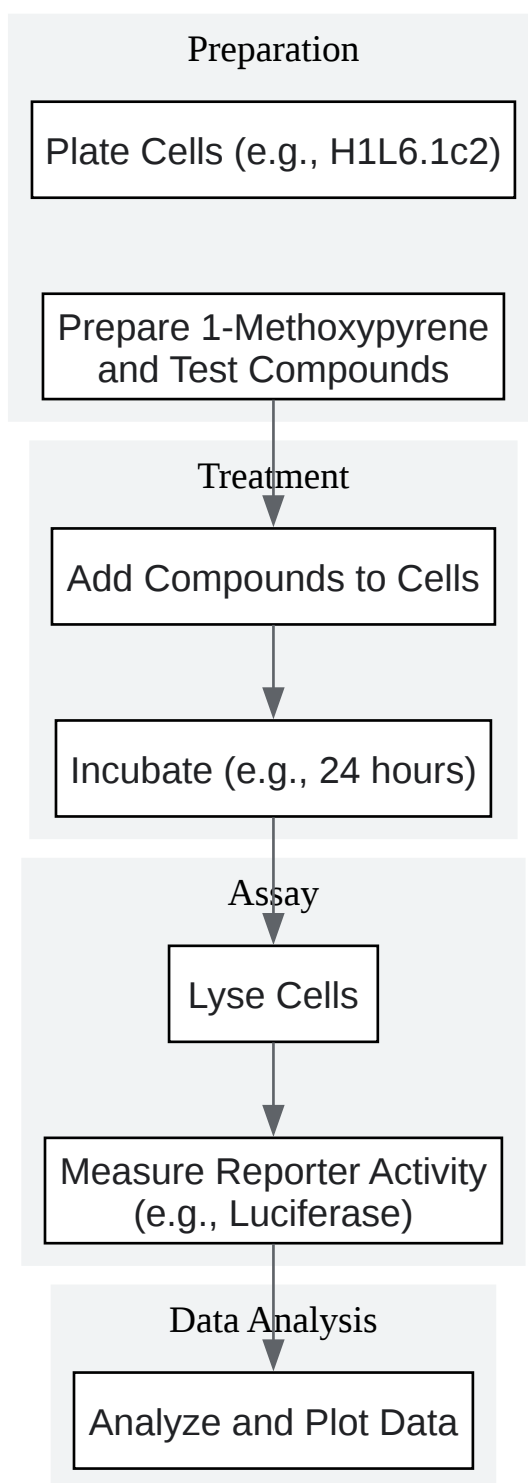 Preparation
Plate Cells (e.g., H1L6.1c2)
Prepare 1-Methoxypyrene
and Test Compounds
Treatment
Add Compounds to Cells
Incubate (e.g., 24 hours)
Assay
Lyse Cells
Measure Reporter Activity
(e.g., Luciferase)
Data Analysis
Analyze and Plot Data